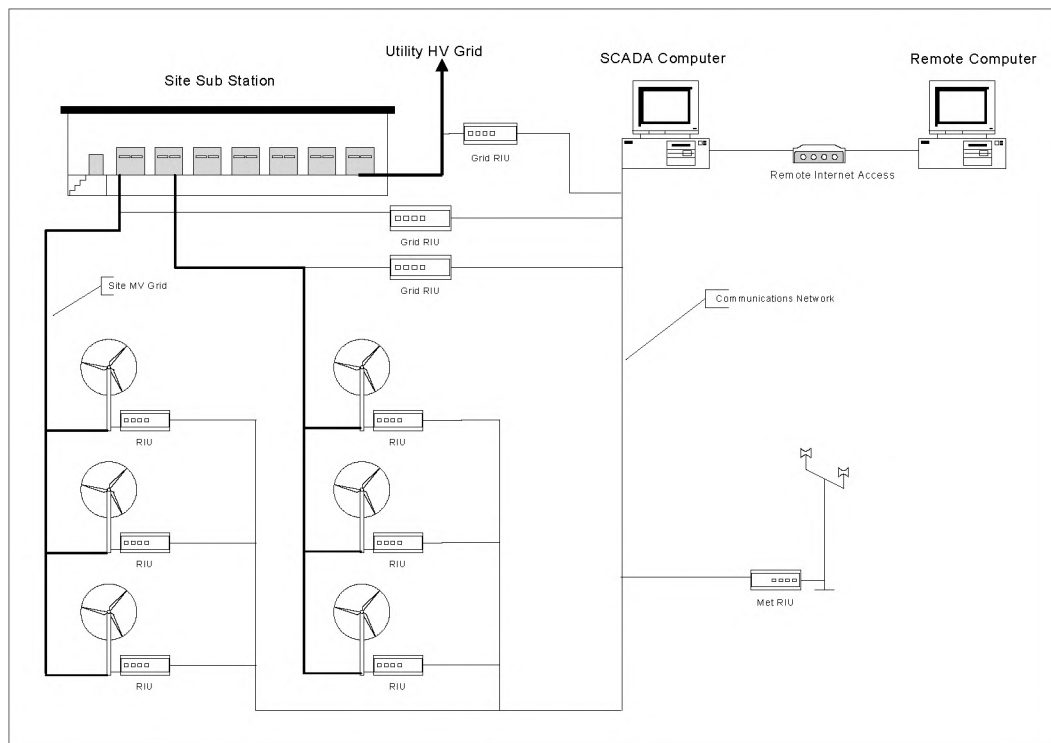 Utility HV Grid
SCADA Computer
Remote Computer
Site Sub Station
Grid RIU
Remote Internet Access
Grid RIU
Grid RIU
Site MV Grid
Communications Network
RIU
RIU
RIU
RIU
Met RIU
RIU
RIU